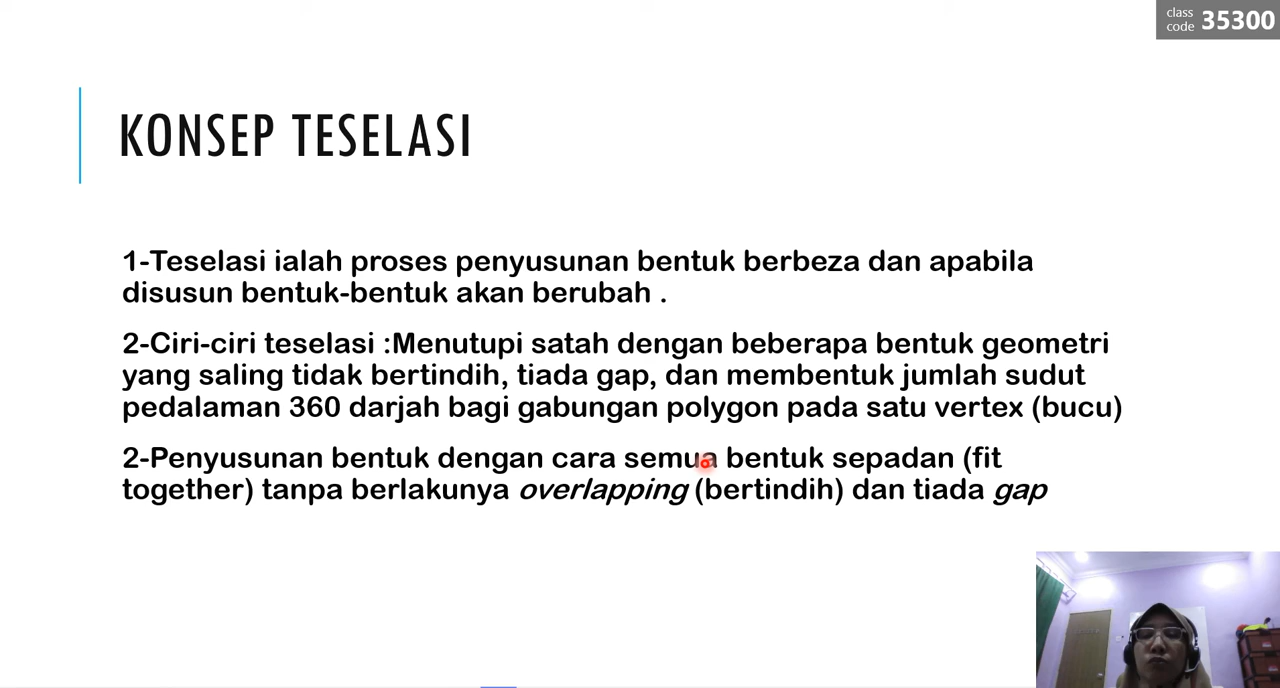 class
code 35300
KONSEP TESELASI
1-Teselasi ialah proses penyusunan bentuk berbeza dan apabila
disusun bentuk-bentuk akan berubah .
2-Ciri-ciri teselasi :Menutupi satah dengan beberapa bentuk geometri
yang saling tidak bertindih, tiada gap, dan membentuk jumlah sudut
pedalaman 360 darjah bagi gabungan polygon pada satu vertex (bucu)
2-Penyusunan bentuk dengan cara semua bentuk sepadan (fit
together) tanpa berlakunya overlapping (bertindih) dan tiada gap